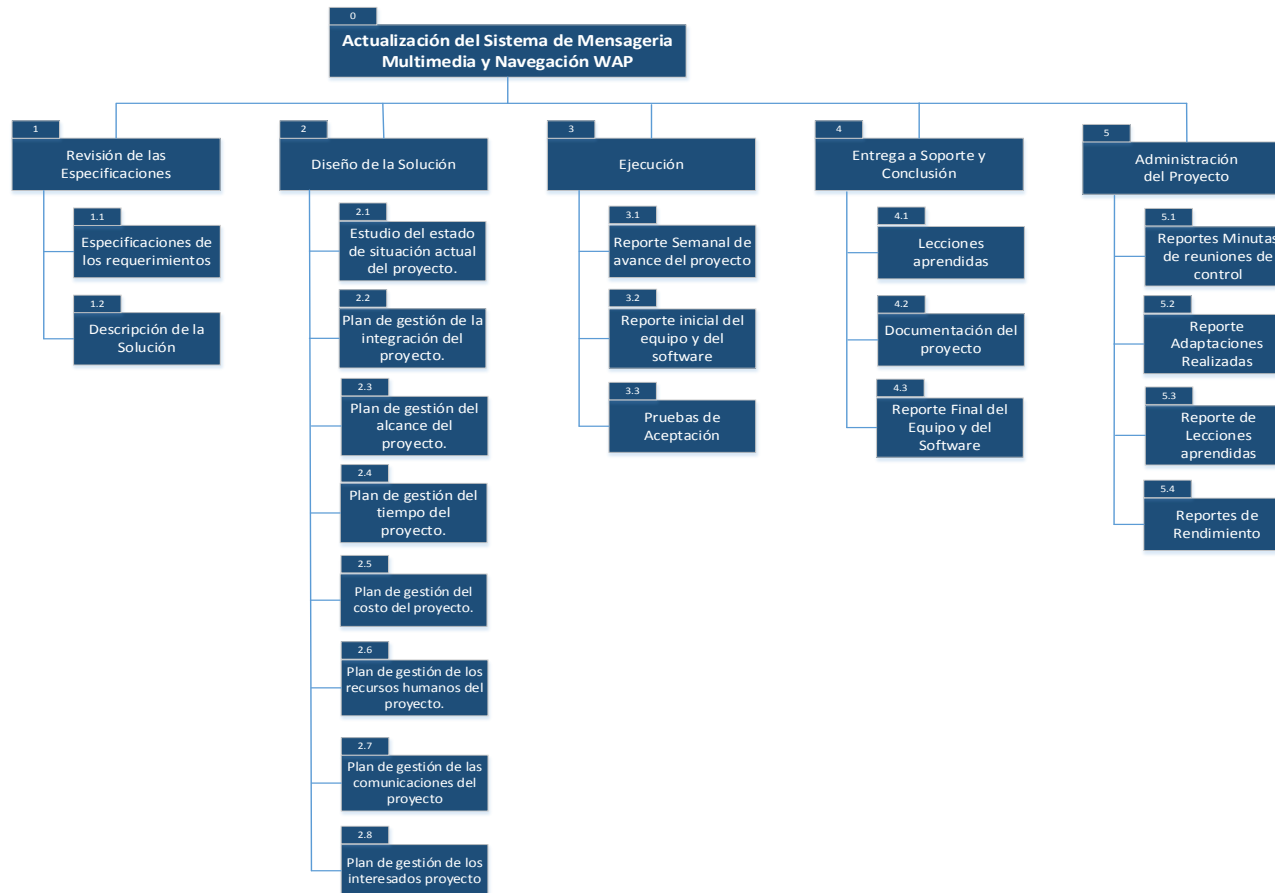 0
Actualización del Sistema de Mensageria
Multimedia y Navegación WAP
1
Revisión de las
Especificaciones
1.1
Especificaciones de
los requerimientos
1.2
Descripción de la
Solución
2
Diseño de la Solución
2.1
Estudio del estado
de situación actual
del proyecto.
2.2
Plan de gestión de la
integración del
proyecto.
2.3
Plan de gestión del
alcance del
proyecto.
2.4
Plan de gestión del
tiempo del
proyecto.
2.5
Plan de gestión del
costo del proyecto.
2.6
Plan de gestión de los
recursos humanos del
proyecto.
2.7
Plan de gestión de las
comunicaciones del
proyecto
2.8
Plan de gestión de los
interesados proyecto
3
Ejecución
3.1
Reporte Semanal de
avance del proyecto
3.2
Reporte inicial del
equipo y del
software
3.3
Pruebas de
Aceptación
4
Entrega a Soporte y
Conclusión
4.1
Lecciones
aprendidas
4.2
Documentación del
proyecto
4.3
Reporte Final del
Equipo y del
Software
5
Administración
del Proyecto
5.1
Reportes Minutas
de reuniones de
control
5.2
Reporte
Adaptaciones
Realizadas
5.3
Reporte de
Lecciones
aprendidas
5.4
Reportes de
Rendimiento